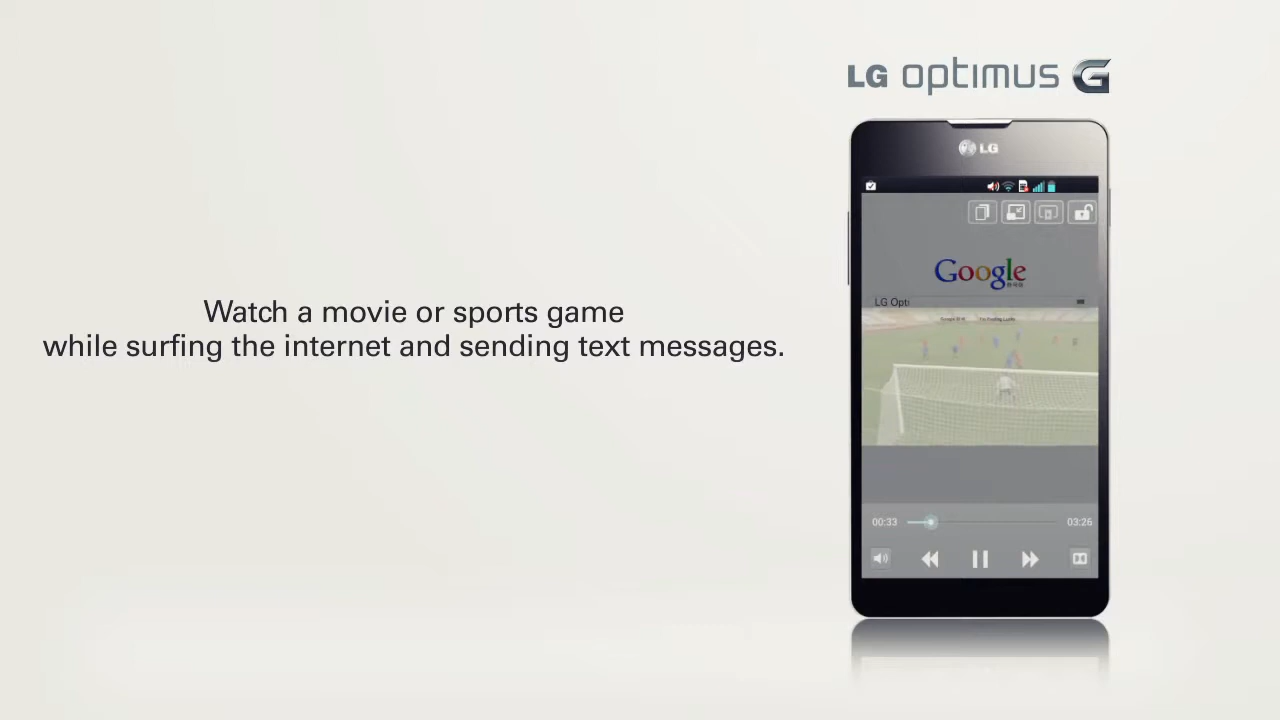 LG optimus G
LG
Google
LG Opti
Watch a movie or sports game
while surfing the internet and sending text messages.
00:33
03:26